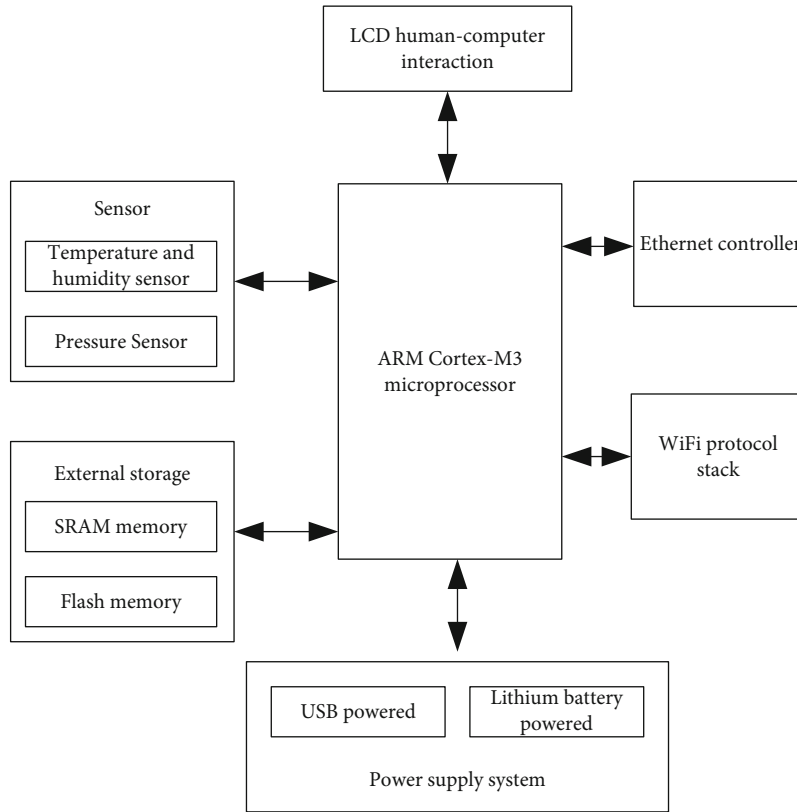 LCD human-computer
interaction
Sensor
Temperature and
humidity sensor
Pressure Sensor
Ethernet controller
ARM Cortex-M3
microprocessor
External storage
SRAM memory
Flash memory
WiFi protocol
stack
USB powered
Lithium battery
powered
Power supply system